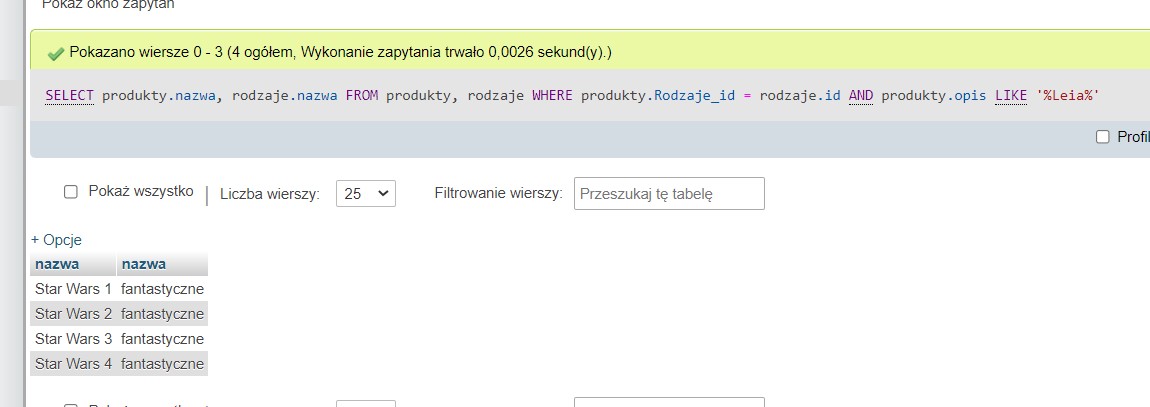 Pokaż okno zapytań
Pokazano wiersze 0 - 3 (4 ogółem, Wykonanie zapytania trwało 0,0026 sekund(y).)
SELECT produkty.nazwa, rodzaje.nazwa FROM produkty, rodzaje WHERE produkty.Rodzaje_id = rodzaje.id AND produkty.opis LIKE '%Leia%'
Profil
Pokaż wszystko | Liczba wierszy: 25 Filtrowanie wierszy: Przeszukaj tę tabelę
+ Opcje
nazwa nazwa
Star Wars 1 fantastyczne
Star Wars 2 fantastyczne
Star Wars 3 fantastyczne
Star Wars 4 fantastyczne